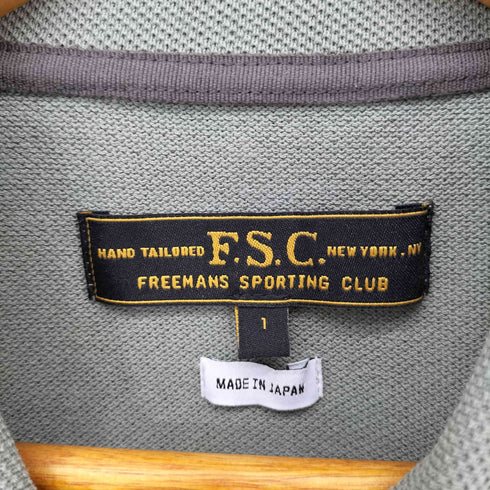 HAND TAILORED F.S.C. NEW YORK, NY
FREEMANS SPORTING CLUB
1
MADE IN JAPAN